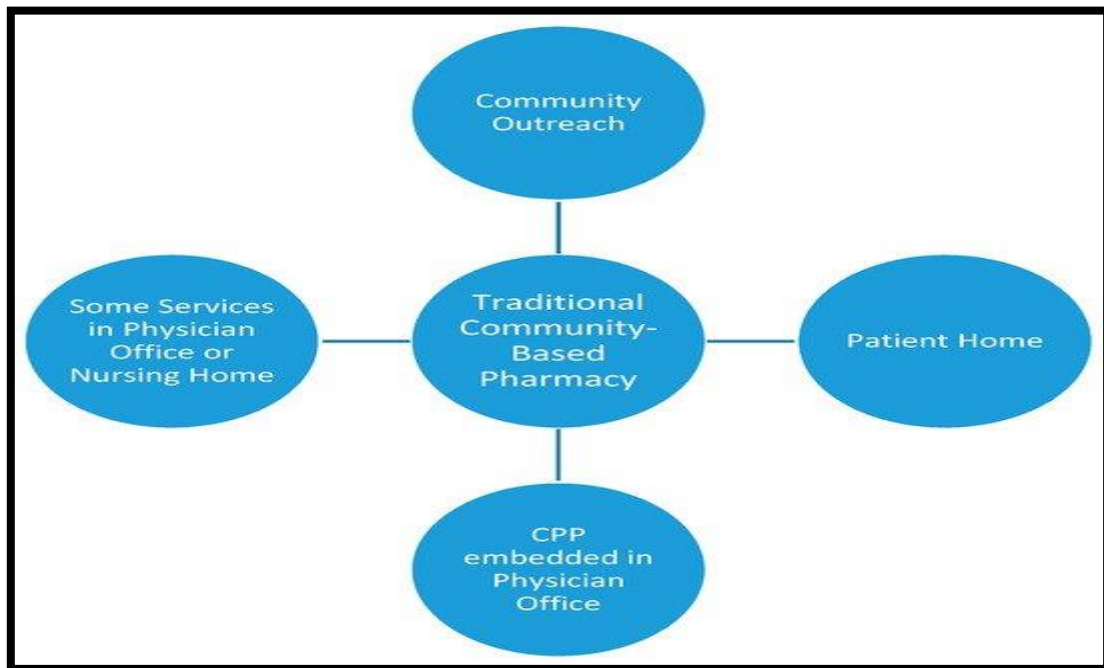 Community
Outreach
Some Services
in Physician
Office or
Nursing Home
Traditional
Community-
Based
Pharmacy
Patient Home
CPP
embedded in
Physician
Office